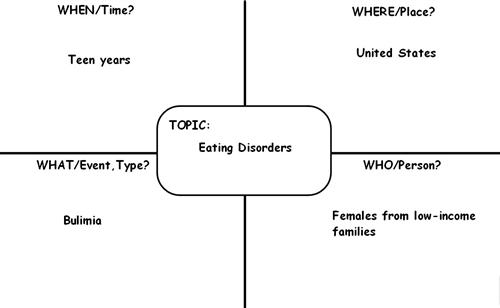 WHEN/Time?
Teen years
WHERE/Place?
United States
TOPIC:
Eating Disorders
WHAT/Event,Type?
Bulimia
WHO/Person?
Females from low-income
families